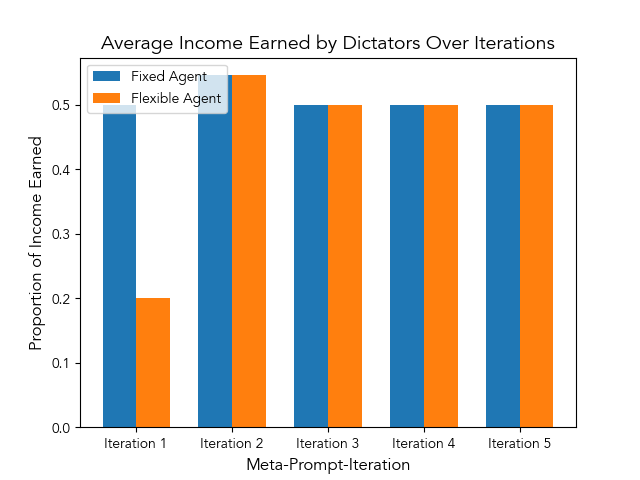 Average Income Earned by Dictators Over Iterations
Fixed Agent
Flexible Agent
Proportion of Income Earned
0.5
0.4
0.3
0.2
0.1
0.0
Iteration 1
Iteration 2
Iteration 3
Iteration 4
Iteration 5
Meta-Prompt-Iteration